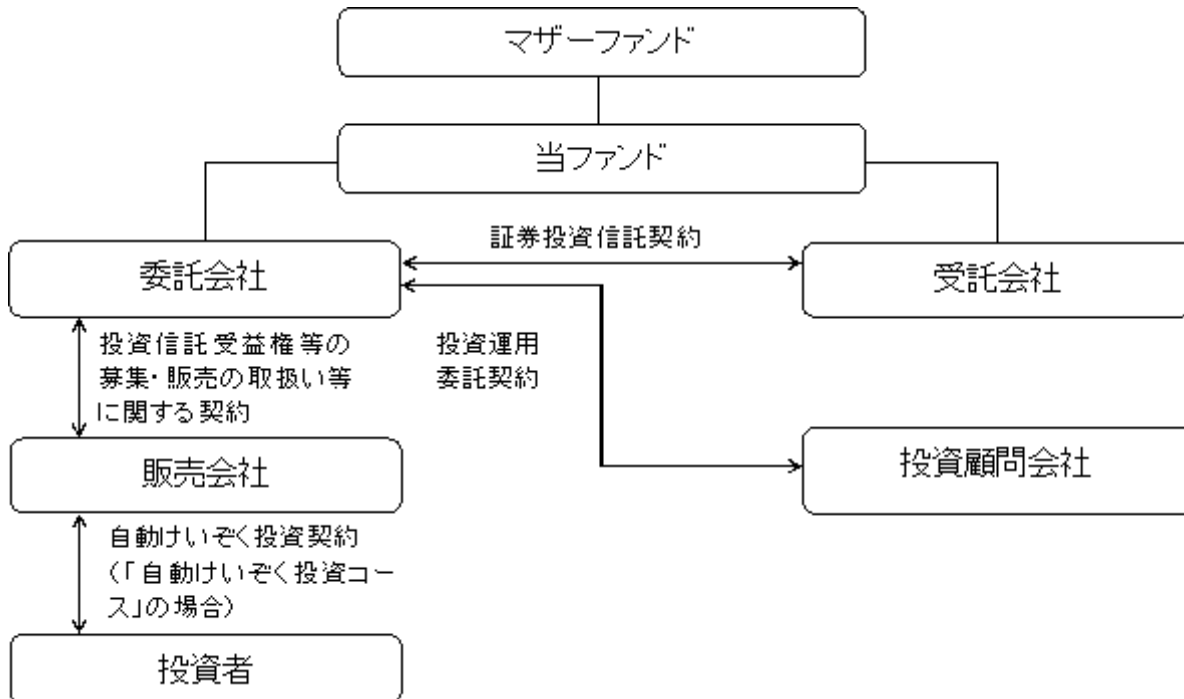 マザーファンド
当ファンド
証券投資信託契約
委託会社
受託会社
投資信託受益権等の
募集・販売の取扱い等
に関する契約
投資運用
委託契約
販売会社
投資顧問会社
自動けいぞく投資契約
(「自動けいぞく投資コー
ス」の場合)
投資者